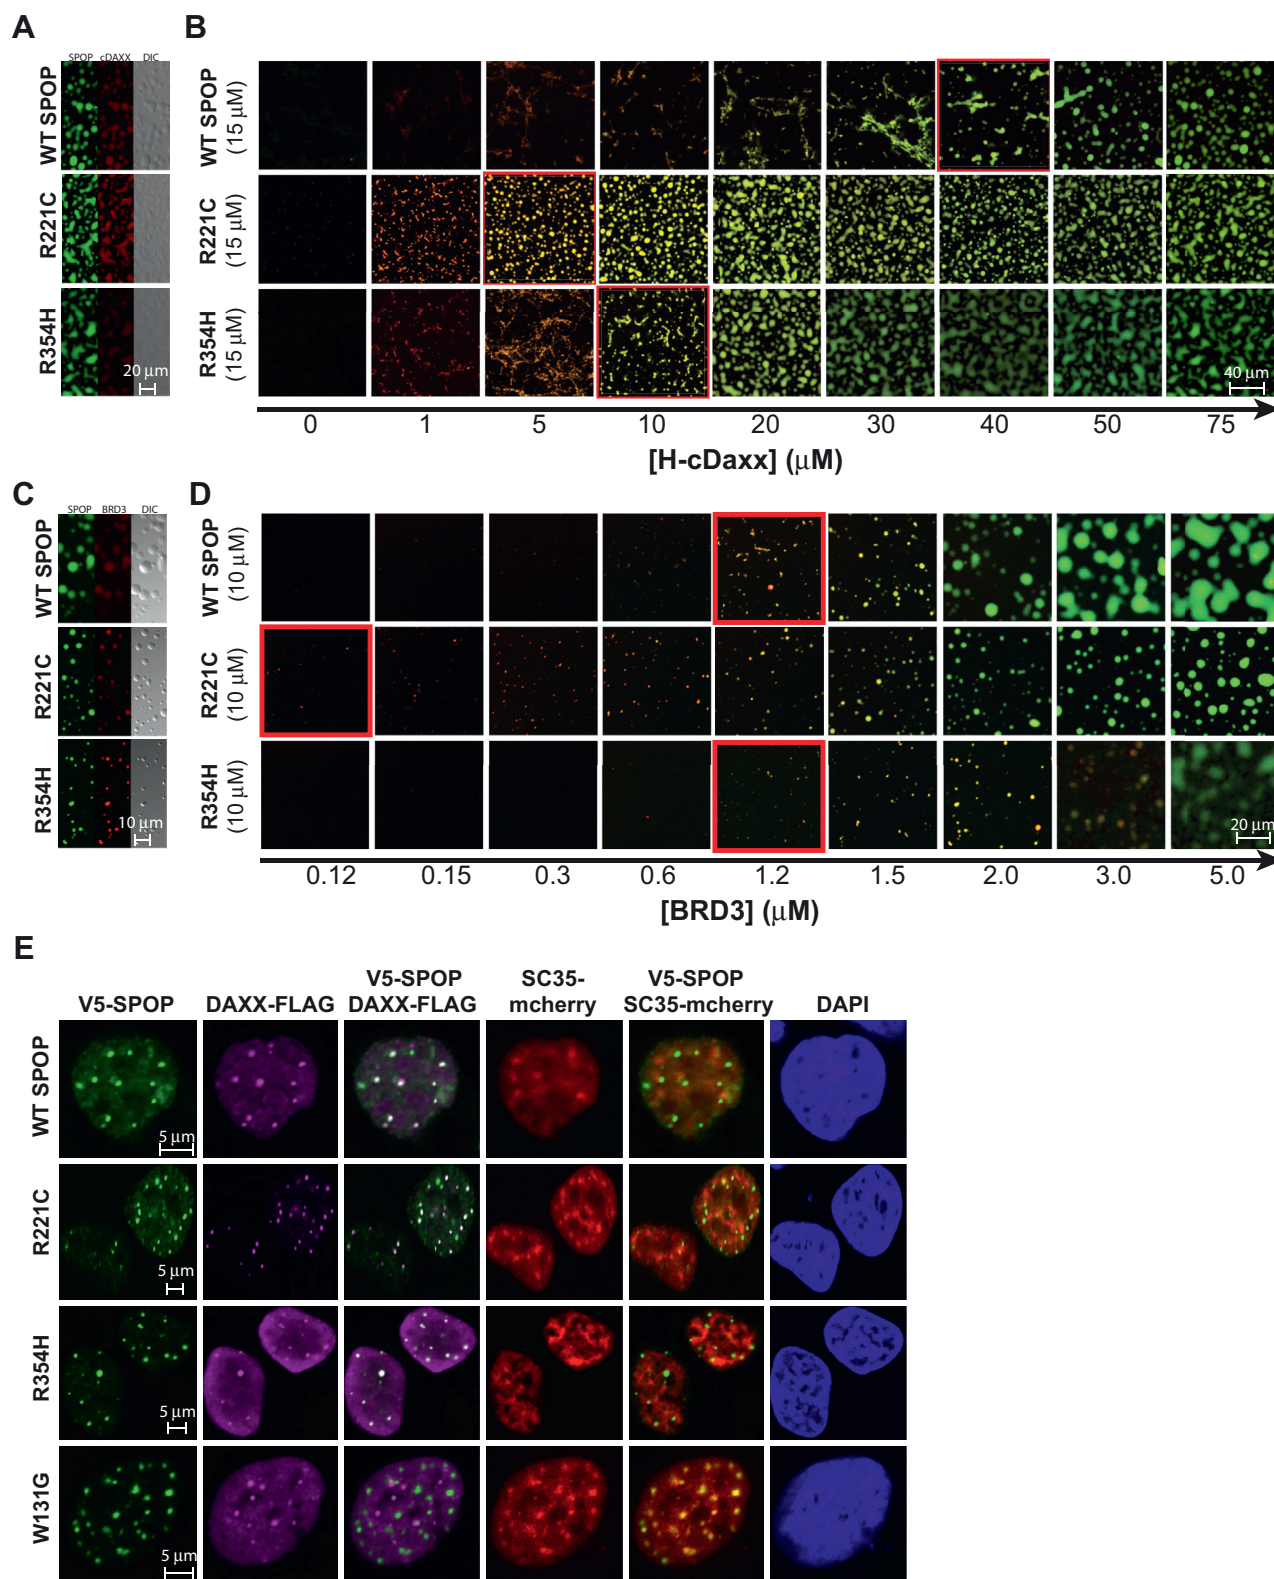 A
SPOP cDAXX DIC
WT SPOP
R221C
R354H
20 µm
B
WT SPOP
(15 µM)
R221C
(15 µM)
R354H
(15 µM)
40 µm
0 1 5 10 20 30 40 50 75
[H-cDaxx] (µM)
C
SPOP BRD3 DIC
WT SPOP
R221C
R354H
10 µm
D
WT SPOP
(10 µM)
R221C
(10 µM)
R354H
(10 µM)
20 µm
0.12 0.15 0.3 0.6 1.2 1.5 2.0 3.0 5.0
[BRD3] (µM)
E
V5-SPOP
DAXX-FLAG
V5-SPOP
DAXX-FLAG
SC35-
mcherry
V5-SPOP
SC35-mcherry
DAPI
WT SPOP
5 µm
R221C
5 µm
R354H
5 µm
W131G
5 µm